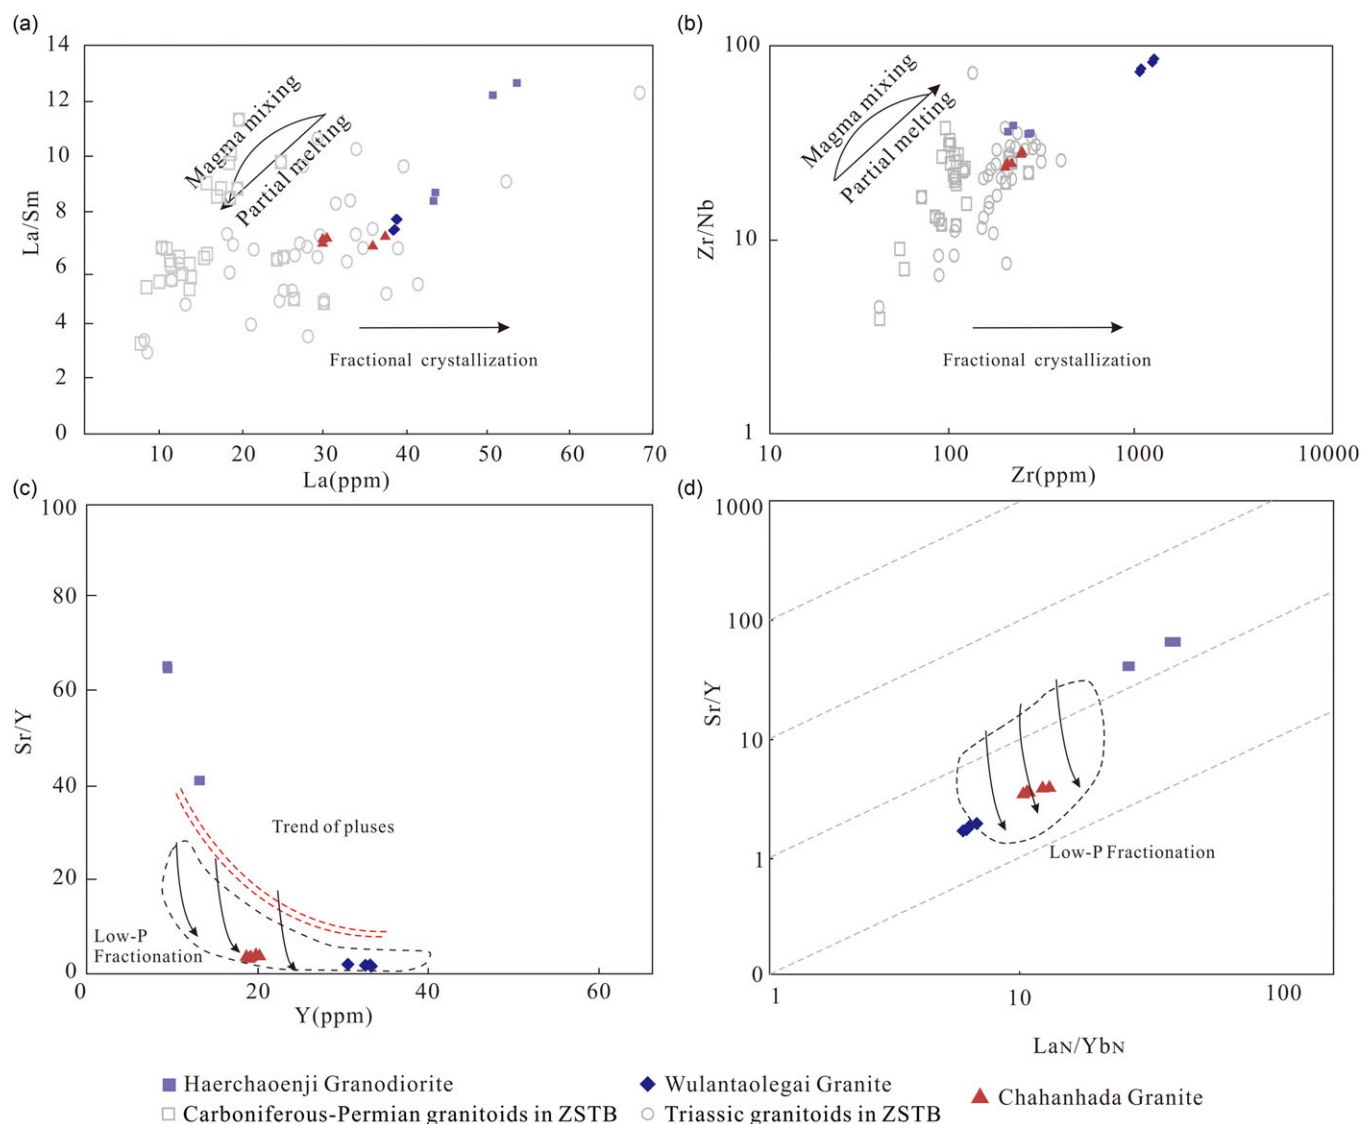 (a)
14
12
10
8
6
4
2
0
La/Sm
Magma mixing
Partial melting
Fractional crystallization
10 20 30 40 50 60 70
La(ppm)
(b)
100
10
1
Zr/Nb
Magma mixing
Partial melting
Fractional crystallization
10 100 1000 10000
Zr(ppm)
(c)
100
80
60
40
20
0
Sr/Y
Trend of pluses
Low-P
Fractionation
0 20 40 60
Y(ppm)
(d)
1000
100
10
1
0
Sr/Y
Low-P Fractionation
1 10 100
LaN/YbN
Haerchaoenji Granodiorite
Wulantaolegai Granite
Chahanhada Granite
Carboniferous-Permian granitoids in ZSTB
Triassic granitoids in ZSTB